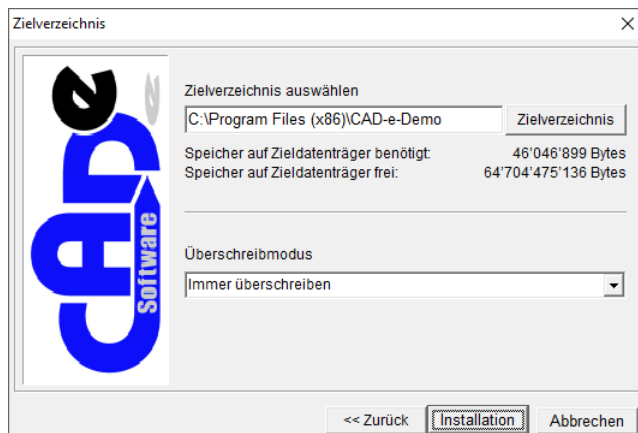 Zielverzeichnis
CADe
Software
Zielverzeichnis auswählen
C:\Program Files (x86)\CAD-e-Demo
Zielverzeichnis
Speicher auf Zieldatenträger benötigt: 46'046'899 Bytes
Speicher auf Zieldatenträger frei: 64'704'475'136 Bytes
Überschreibmodus
Immer überschreiben
<< Zurück
Installation
Abbrechen